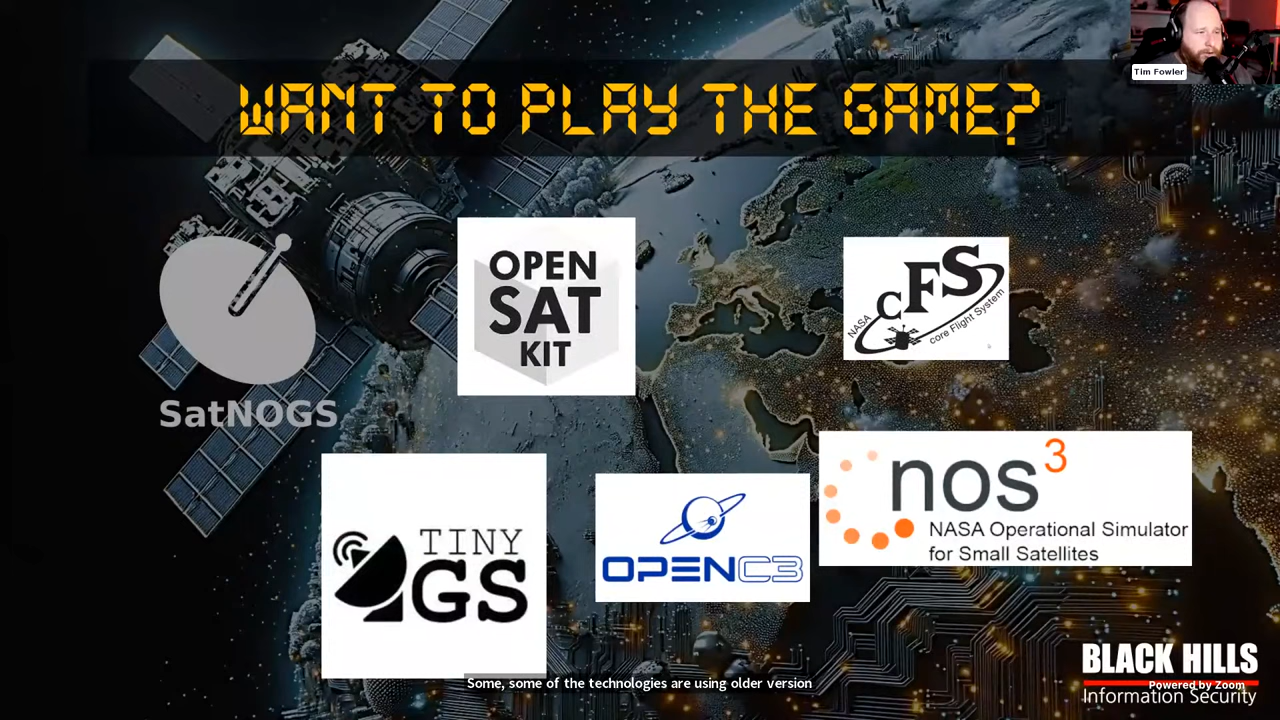 Tim Fowler
WANT TO PLAY THE GAME?
SatNOGS
OPEN
SAT
KIT
NASA
cFS
core Flight System
TINY
GS
OPENC3
nos3
NASA Operational Simulator
for Small Satellites
BLACK HILLS
Information Security
Powered by Zoom
Some, some of the technologies are using older version